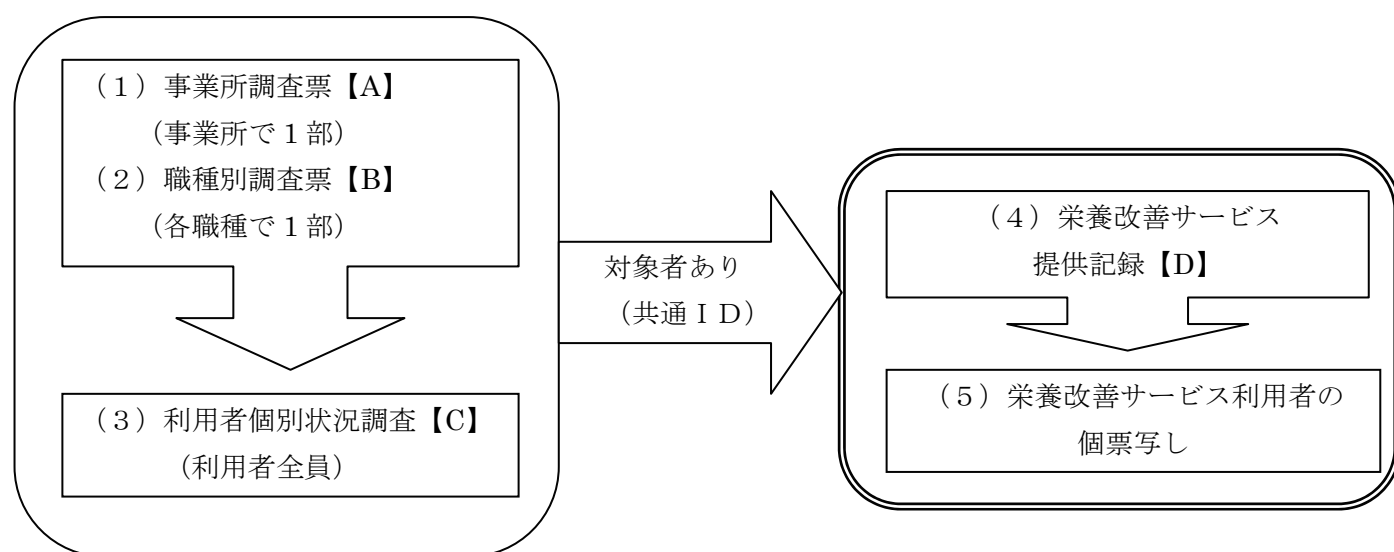 （１）事業所調査票【A】
（事業所で１部）
（２）職種別調査票【B】
（各職種で１部）
（３）利用者個別状況調査【C】
（利用者全員）
対象者あり
（共通ＩＤ）
（４）栄養改善サービス
提供記録【D】
（５）栄養改善サービス利用者の
個票写し